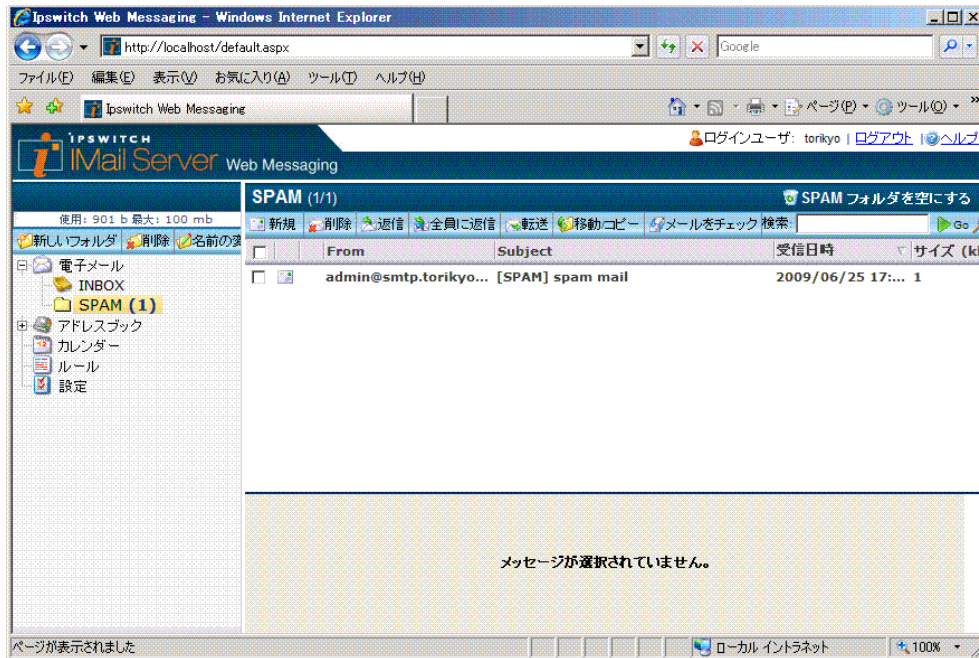 Ipswitch Web Messaging - Windows Internet Explorer
http://localhost/default.aspx
Google
ファイル(F) 編集(E) 表示(V) お気に入り(A) ツール(T) ヘルプ(H)
Ipswitch Web Messaging
ページ(P) ツール(O) »
IPSWITCH
IMail Server Web Messaging
ログインユーザ: torikyo | ログアウト | ヘルプ
使用: 901 b 最大: 100 mb
新しいフォルダ 削除 名前の変
電子メール
INBOX
SPAM (1)
アドレスブック
カレンダー
ルール
設定
SPAM (1/1)
SPAM フォルダを空にする
新規 削除 返信 全員に返信 転送 移動/コピー メールをチェック 検索: Go
From Subject 受信日時 サイズ (k
admin@smtp.torikyo... [SPAM] spam mail 2009/06/25 17:... 1
メッセージが選択されていません。
ページが表示されました
ローカル イントラネット
100%